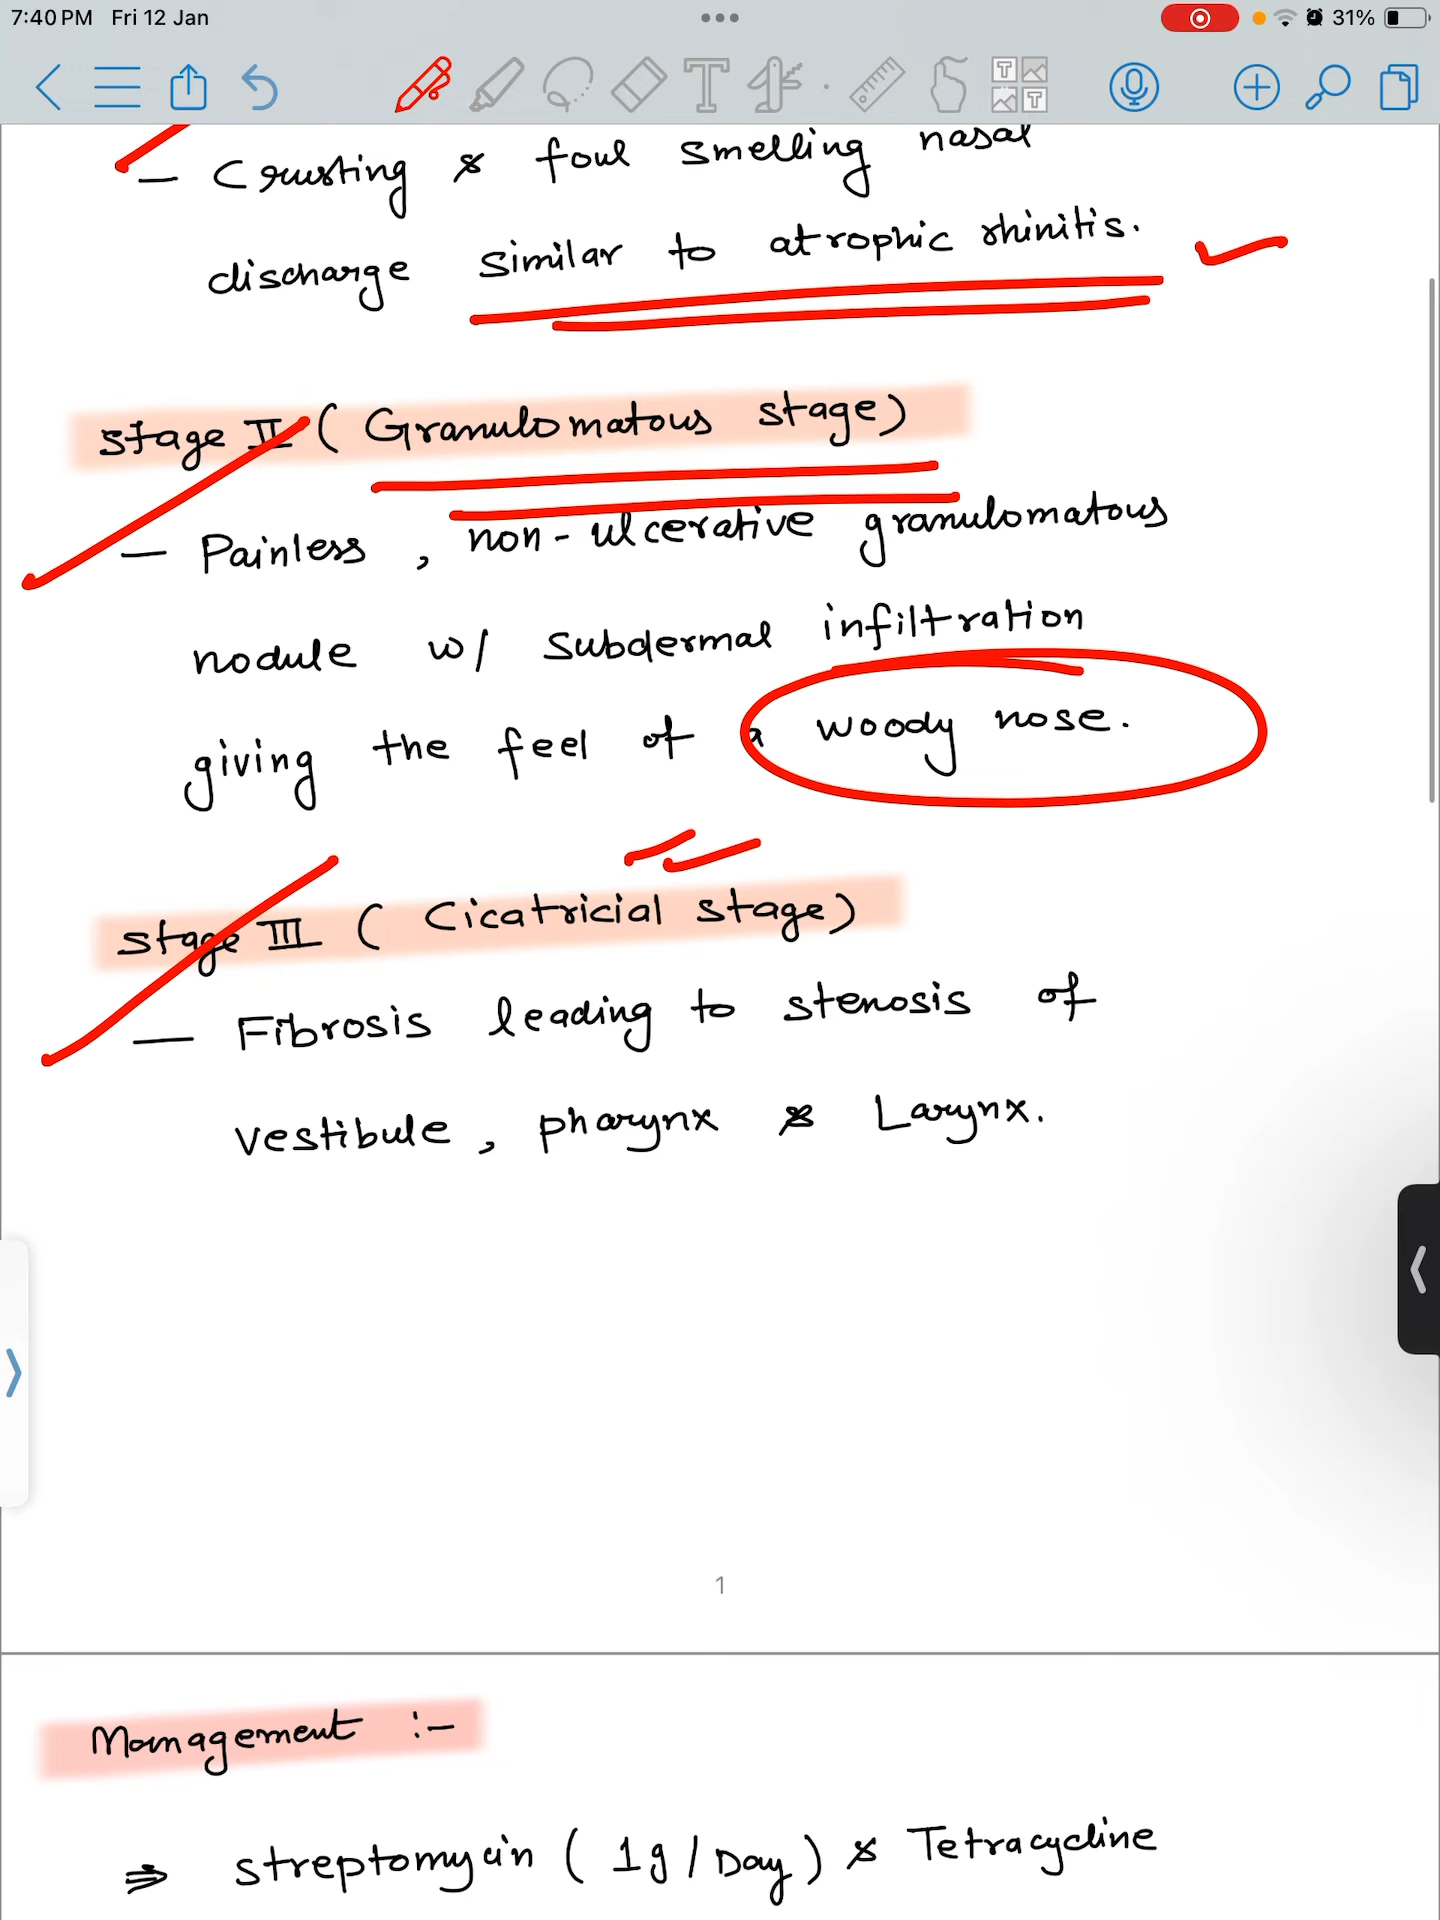 7:40 PM Fri 12 Jan
31%
- Crusting & foul smelling nasal
discharge similar to atrophic rhinitis.
Stage II (Granulomatous stage)
- Painless, non-ulcerative granulomatous
nodule w/ subdermal infiltration
giving the feel of a woody nose.
Stage III (Cicatricial stage)
- Fibrosis leading to stenosis of
vestibule, pharynx & Larynx.
1
Management :-
⇒ streptomycin (1g/Day) & Tetracycline